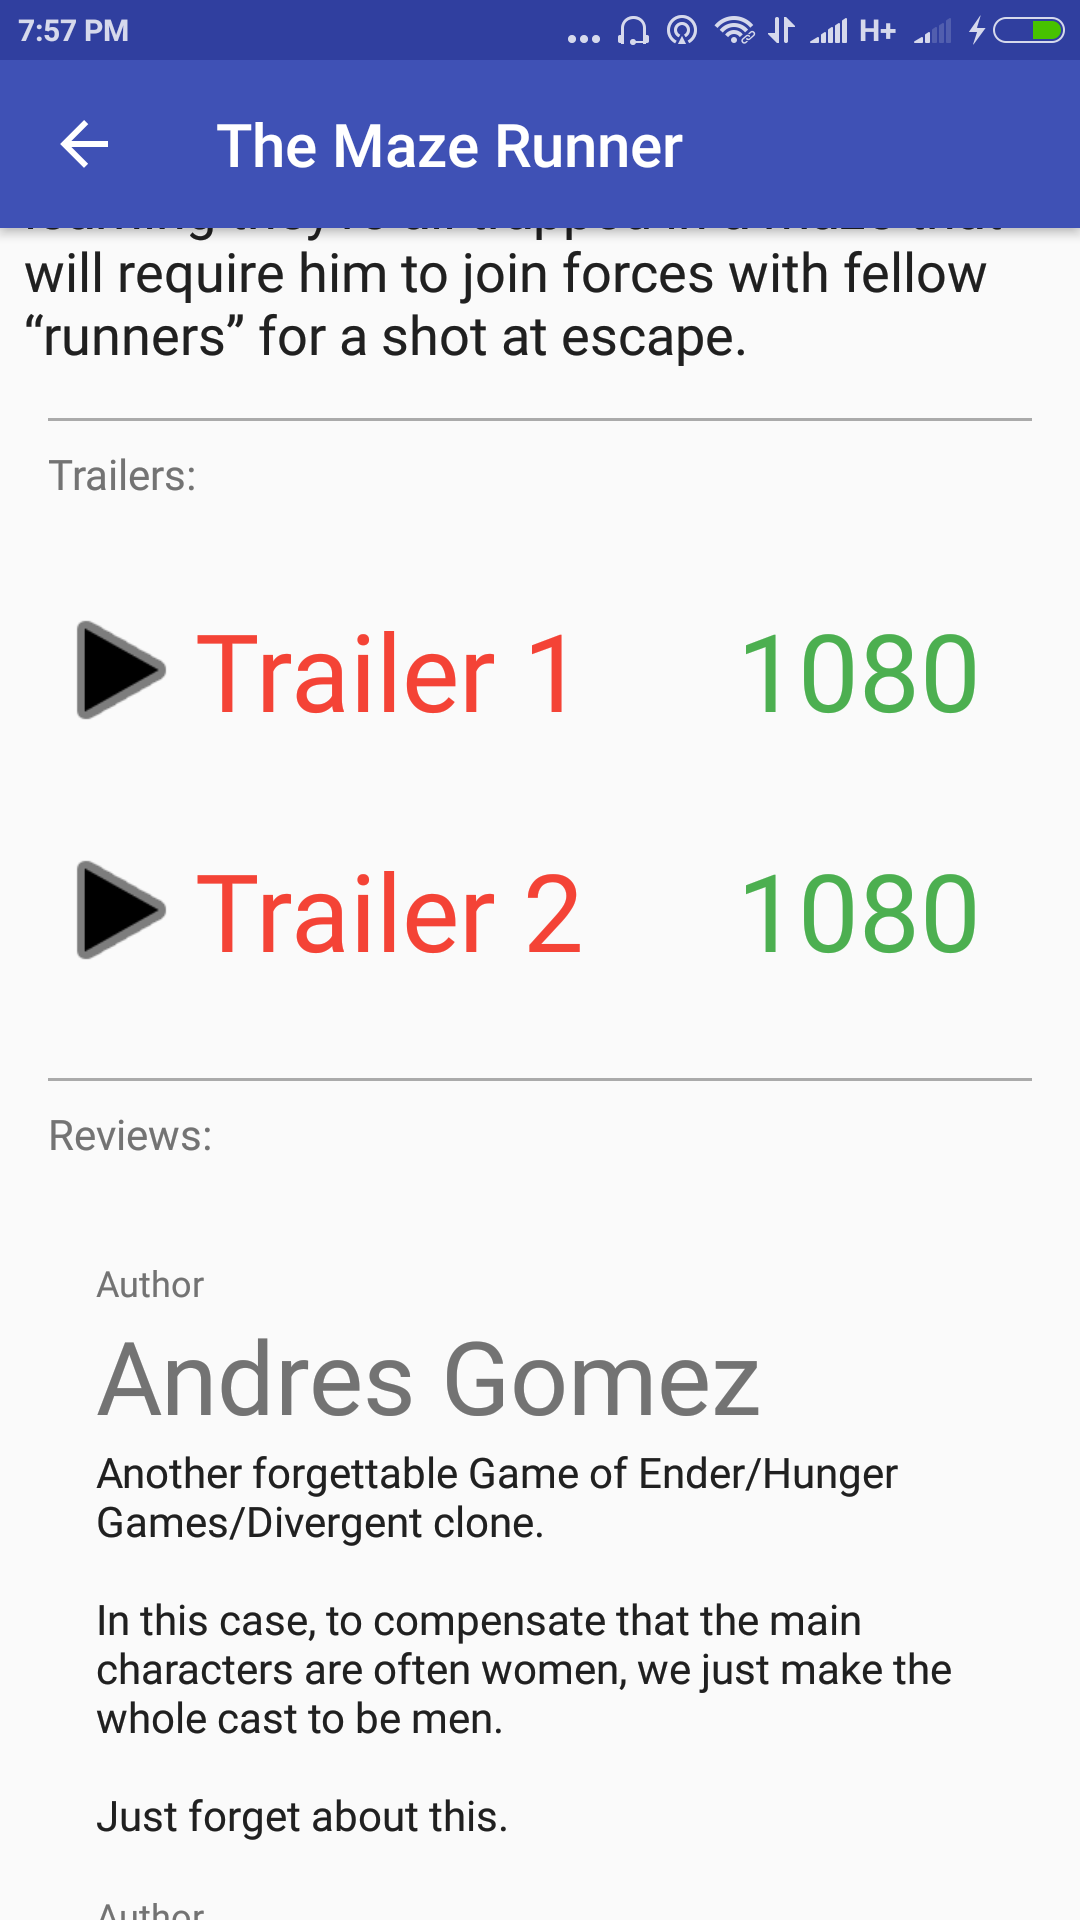 7:57 PM
H+
The Maze Runner
will require him to join forces with fellow
“runners” for a shot at escape.
Trailers:
Trailer 1 1080
Trailer 2 1080
Reviews:
Author
Andres Gomez
Another forgettable Game of Ender/Hunger
Games/Divergent clone.
In this case, to compensate that the main
characters are often women, we just make the
whole cast to be men.
Just forget about this.
Author